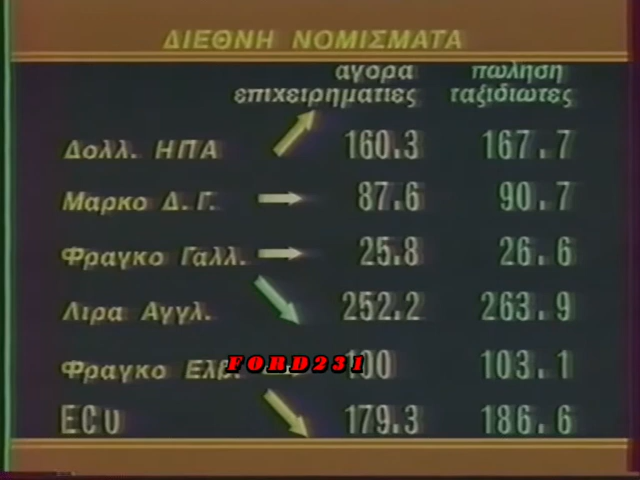 ΔΙΕΘΝΗ ΝΟΜΙΣΜΑΤΑ
αγορα πωληση
επιχειρηματιες ταξιδιωτες
Δολλ. ΗΠΑ 160.3 167.7
Μαρκο Δ.Γ. 87.6 90.7
Φραγκο Γαλλ. 25.8 26.6
Λιρα Αγγλ. 252.2 263.9
Φραγκο Ελβ. 100 103.1
FORD231
ECU 179.3 186.6